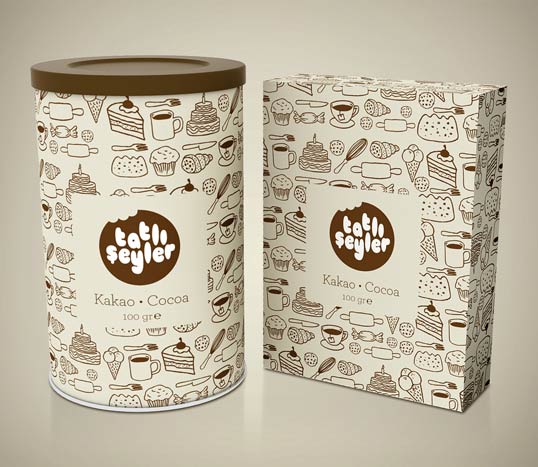 tatlı
şeyler
Kakao • Cocoa
100 gr℮
tatlı
şeyler
Kakao • Cocoa
100 gr℮